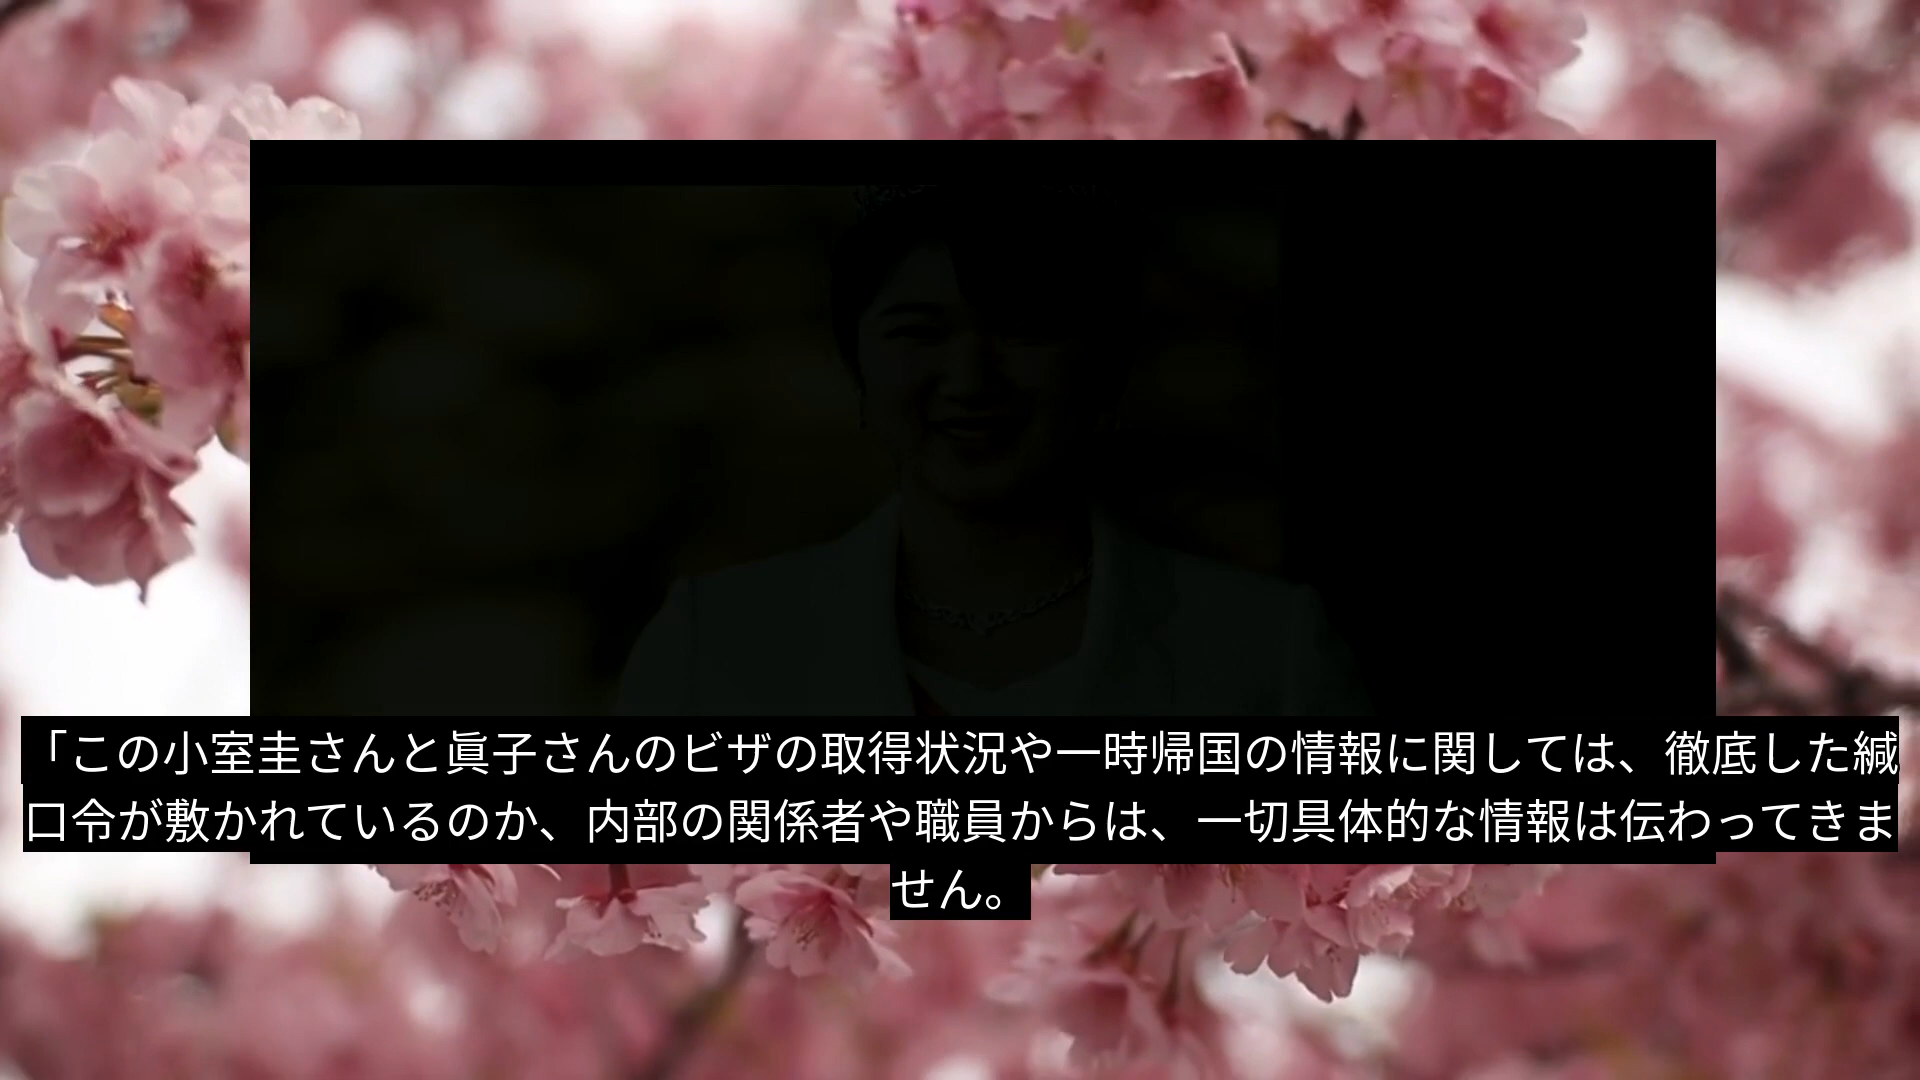 「この小室圭さんと眞子さんのビザの取得状況や一時帰国の情報に関しては、徹底した緘
口令が敷かれているのか、内部の関係者や職員からは、一切具体的な情報は伝わってきま
せん。